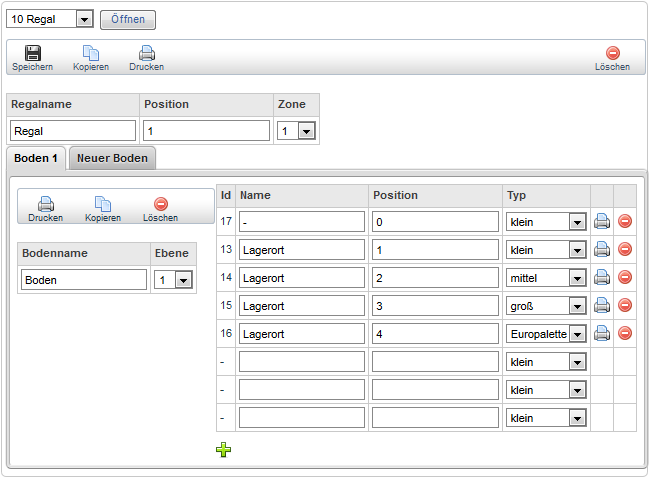 10 Regal Öffnen
Speichern Kopieren Drucken Löschen
Regalname Position Zone
Regal 1 1
Boden 1 Neuer Boden
Drucken Kopieren Löschen
Bodenname Ebene
Boden 1
Id Name Position Typ
17 - 0 klein
13 Lagerort 1 klein
14 Lagerort 2 mittel
15 Lagerort 3 groß
16 Lagerort 4 Europalette
- klein
- klein
- klein